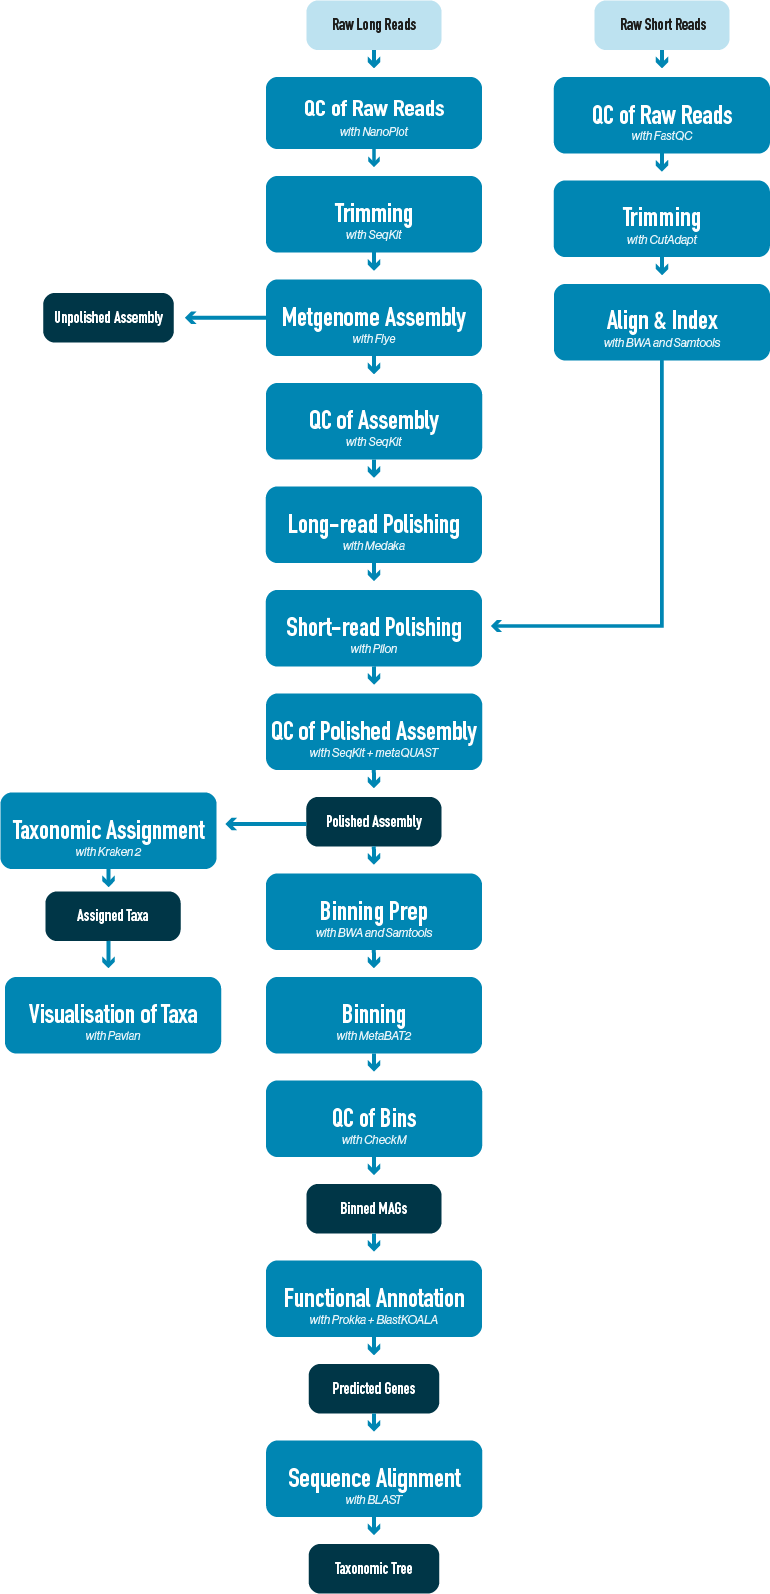 Raw Long Reads
Raw Short Reads
QC of Raw Reads
with NanoPlot
QC of Raw Reads
with FastQC
Trimming
with SeqKit
Trimming
with CutAdapt
Unpolished Assembly
Metgenome Assembly
with Flye
Align & Index
with BWA and Samtools
QC of Assembly
with SeqKit
Long-read Polishing
with Medaka
Short-read Polishing
with Pilon
QC of Polished Assembly
with SeqKit + metaQUAST
Taxonomic Assignment
with Kraken 2
Polished Assembly
Assigned Taxa
Binning Prep
with BWA and Samtools
Visualisation of Taxa
with Pavian
Binning
with MetaBAT2
QC of Bins
with CheckM
Binned MAGs
Functional Annotation
with Prokka + BlastKOALA
Predicted Genes
Sequence Alignment
with BLAST
Taxonomic Tree